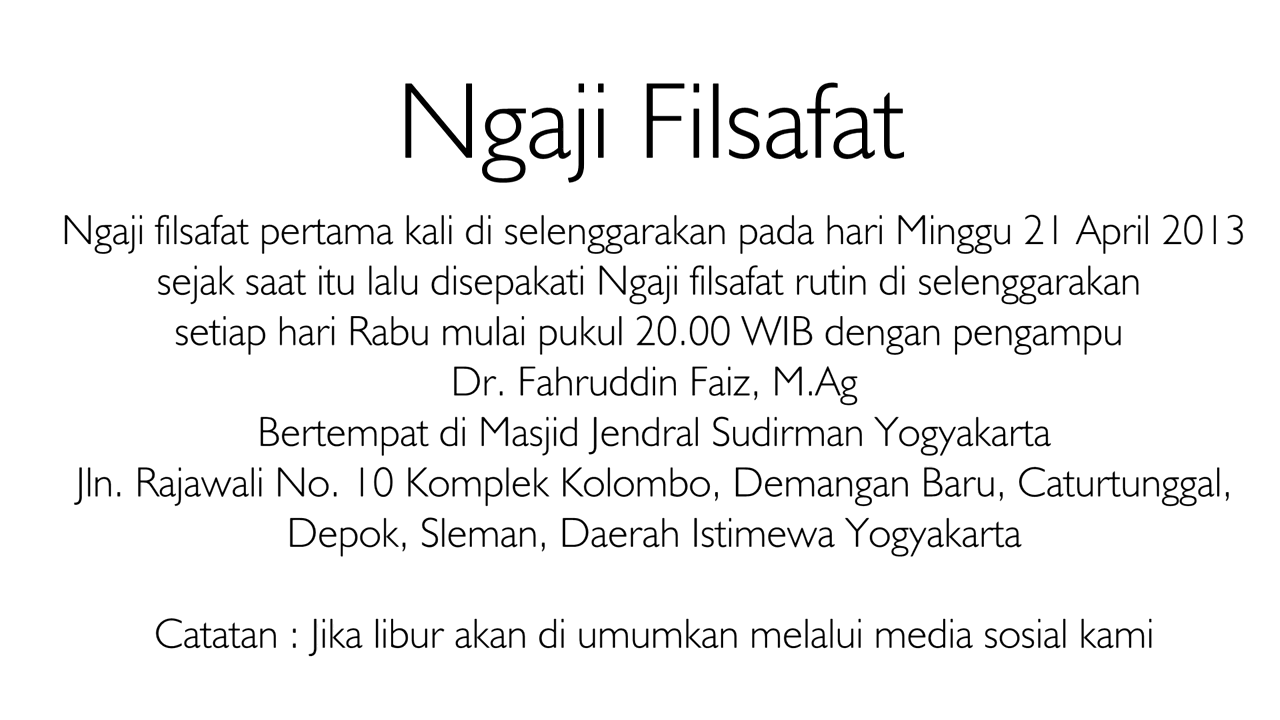 Ngaji Filsafat
Ngaji filsafat pertama kali di selenggarakan pada hari Minggu 21 April 2013
sejak saat itu lalu disepakati Ngaji filsafat rutin di selenggarakan
setiap hari Rabu mulai pukul 20.00 WIB dengan pengampu
Dr. Fahruddin Faiz, M.Ag
Bertempat di Masjid Jendral Sudirman Yogyakarta
Jln. Rajawali No. 10 Komplek Kolombo, Demangan Baru, Caturtunggal,
Depok, Sleman, Daerah Istimewa Yogyakarta
Catatan : Jika libur akan di umumkan melalui media sosial kami